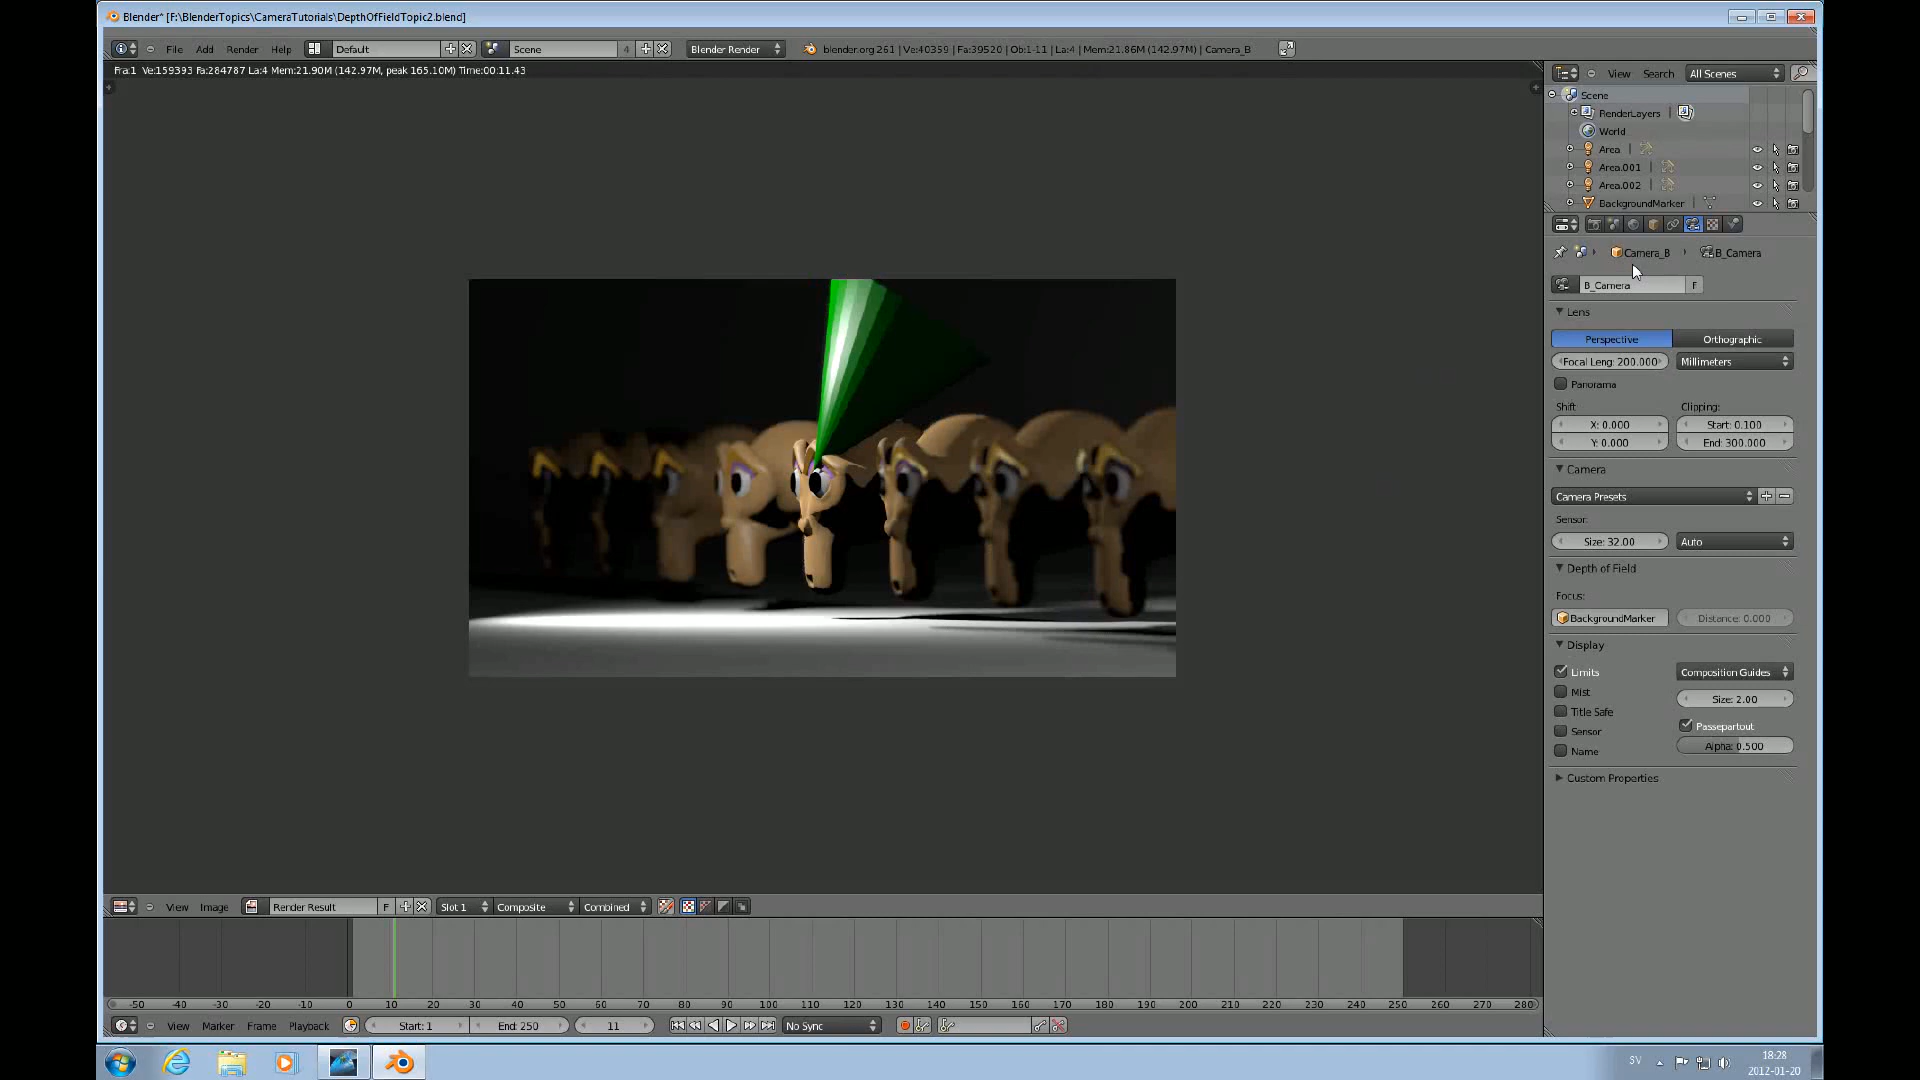 Blender* [F:\BlenderTopics\CameraTutorials\DepthOfFieldTopic2.blend]
File Add Render Help Default Scene 4 Blender Render blender.org 261 | Ve:40359 | Fa:39520 | Ob:1-11 | La:4 | Mem:21.86M (142.97M) | Camera_B
Fra:1 Ve:159393 Fa:284787 La:4 Mem:21.90M (142.97M, peak 165.10M) Time:00:11.43
View Search All Scenes
Scene
RenderLayers
World
Area
Area.001
Area.002
BackgroundMarker
Camera_B B_Camera
B_Camera F
Lens
Perspective Orthographic
Focal Leng: 200.000 Millimeters
Panorama
Shift Clipping:
X: 0.000 Start: 0.100
Y: 0.000 End: 300.000
Camera
Camera Presets
Sensor:
Size: 32.00 Auto
Depth of Field
Focus:
BackgroundMarker Distance: 0.000
Display
Limits Composition Guides
Mist Size: 2.00
Title Safe
Sensor Passepartout
Name Alpha: 0.500
Custom Properties
View Image Render Result F Slot 1 Composite Combined
-50 -40 -30 -20 -10 0 10 20 30 40 50 60 70 80 90 100 110 120 130 140 150 160 170 180 190 200 210 220 230 240 250 260 270 280
View Marker Frame Playback Start: 1 End: 250 11 No Sync
SV 18:28
2012-01-20